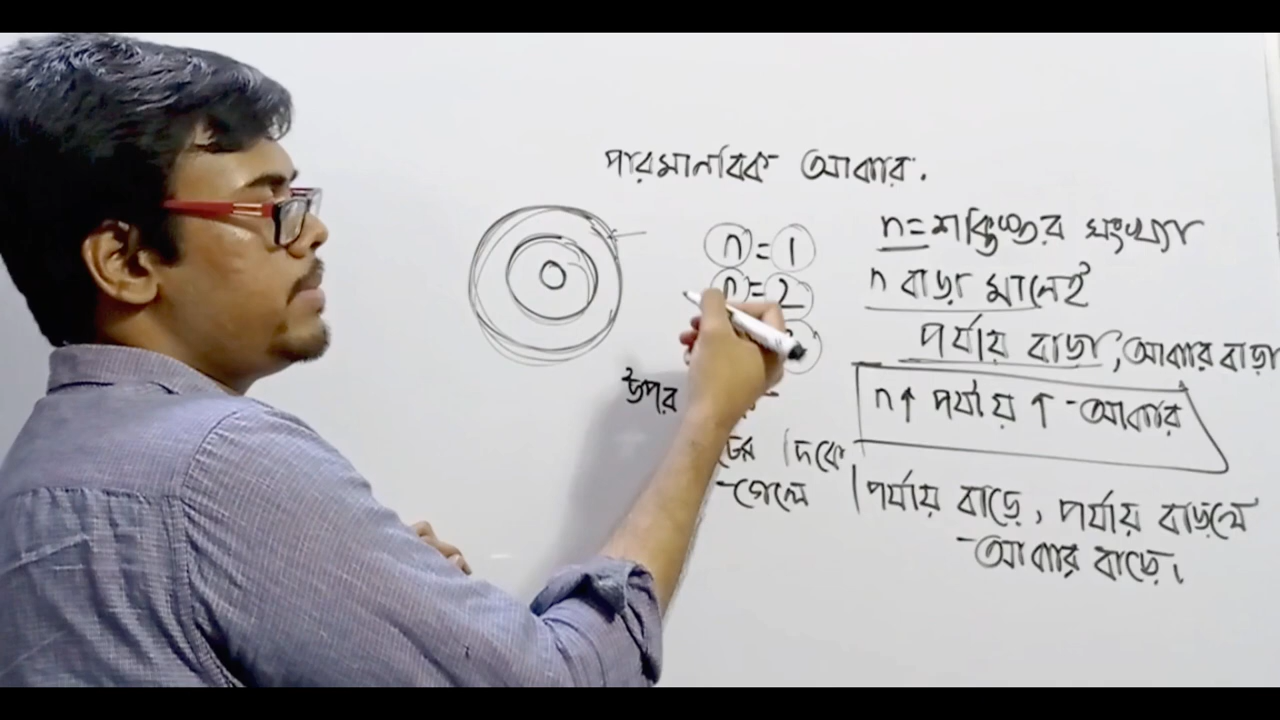 পারমানবিক আকার.
n = 1
n = 2
n = শক্তিস্তর সংখ্যা
n বাড়া মানেই
পর্যায় বাড়া, আকার বাড়া
n↑ পর্যায় ↑ - আকার
উপর
দিকে
গেলে
পর্যায় বাড়ে, পর্যায় বাড়লে
আকার বাড়ে।